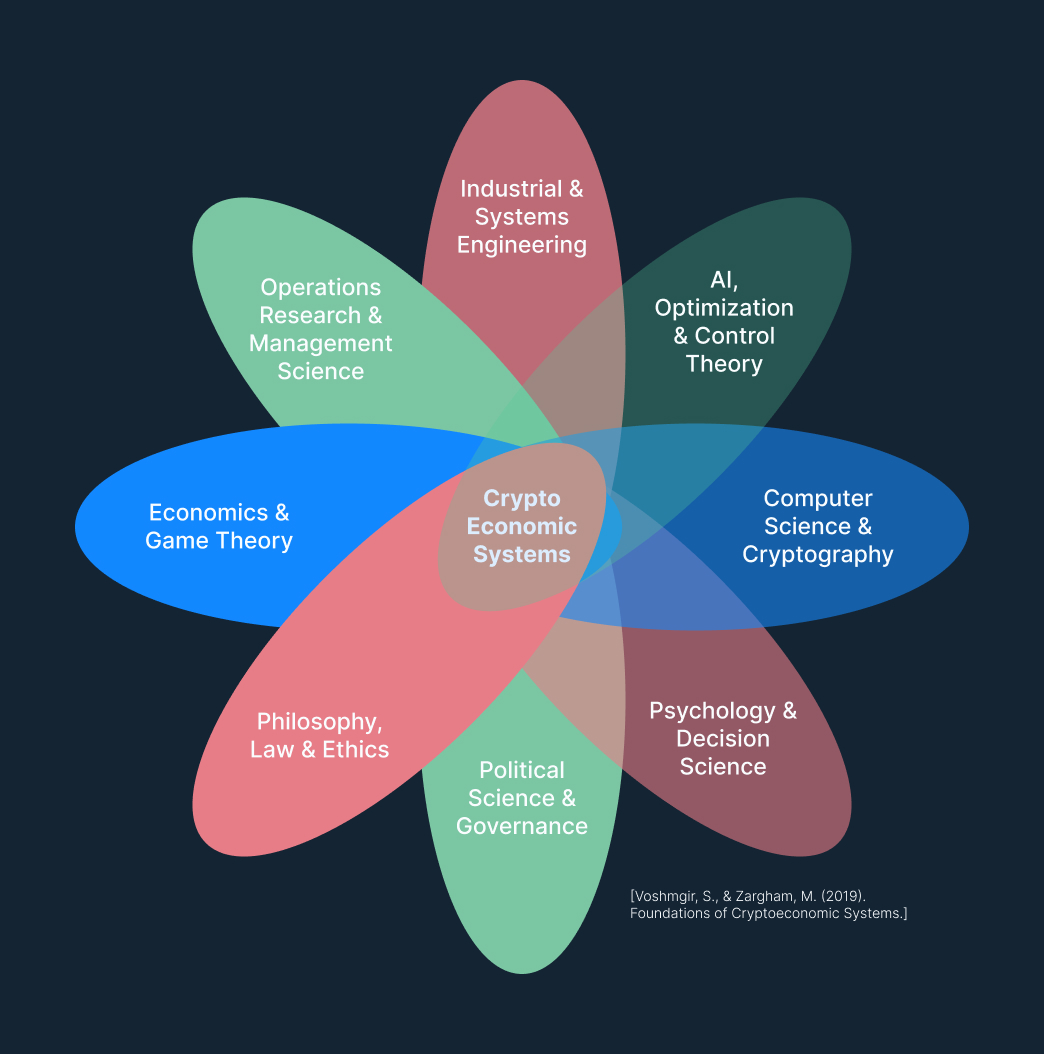 Industrial &
Systems
Engineering
AI,
Optimization
& Control
Theory
Operations
Research &
Management
Science
Economics &
Game Theory
Crypto
Economic
Systems
Computer
Science &
Cryptography
Philosophy,
Law & Ethics
Political
Science &
Governance
Psychology &
Decision
Science
[Voshmgir, S., & Zargham, M. (2019).
Foundations of Cryptoeconomic Systems.]